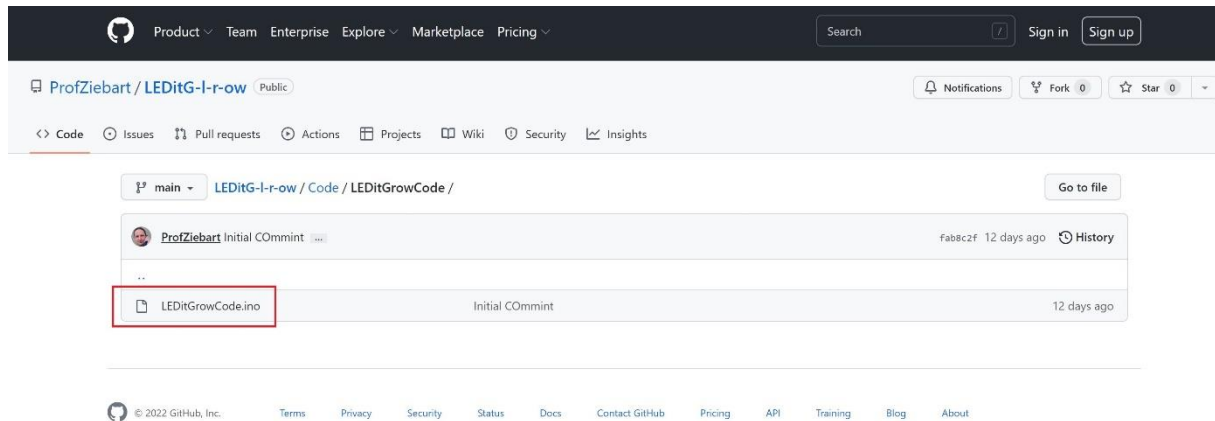 Product Team Enterprise Explore Marketplace Pricing Search / Sign in Sign up
ProfZiebart / LEDitG-l-r-ow Public Notifications Fork 0 Star 0
<> Code Issues Pull requests Actions Projects Wiki Security Insights
main LEDitG-l-r-ow / Code / LEDitGrowCode / Go to file
ProfZiebart Initial COmmint ... fab8c2f 12 days ago History
..
LEDitGrowCode.ino Initial COmmint 12 days ago
© 2022 GitHub, Inc. Terms Privacy Security Status Docs Contact GitHub Pricing API Training Blog About